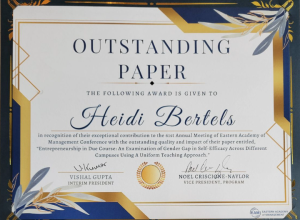 OUTSTANDING
PAPER
THE FOLLOWING AWARD IS GIVEN TO
Heidi Bertels
in recognition of their exceptional contribution to the 61st Annual Meeting of Eastern Academy of
Management Conference with the outstanding quality and impact of their paper entitled,
"Entrepreneurship in Due Course: An Examination of Gender Gap in Self-Efficacy Across Different
Campuses Using A Uniform Teaching Approach."
VISHAL GUPTA
INTERIM PRESIDENT
NOEL CRISCIONE-NAYLOR
VICE PRESIDENT, PROGRAM